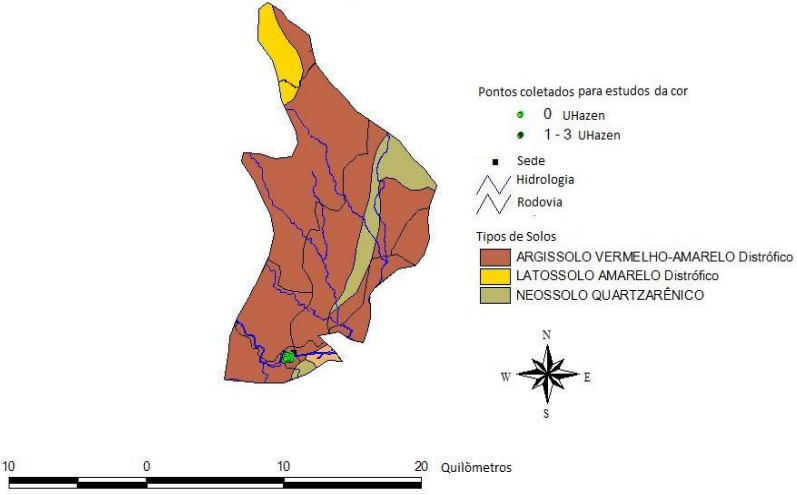 Pontos coletados para estudos da cor
0 UHazen
1 - 3 UHazen
Sede
Hidrologia
Rodovia
Tipos de Solos
ARGISSOLO VERMELHO-AMARELO Distrófico
LATOSSOLO AMARELO Distrófico
NEOSSOLO QUARTZARÊNICO
N
W E
S
10 0 10 20 Quilômetros